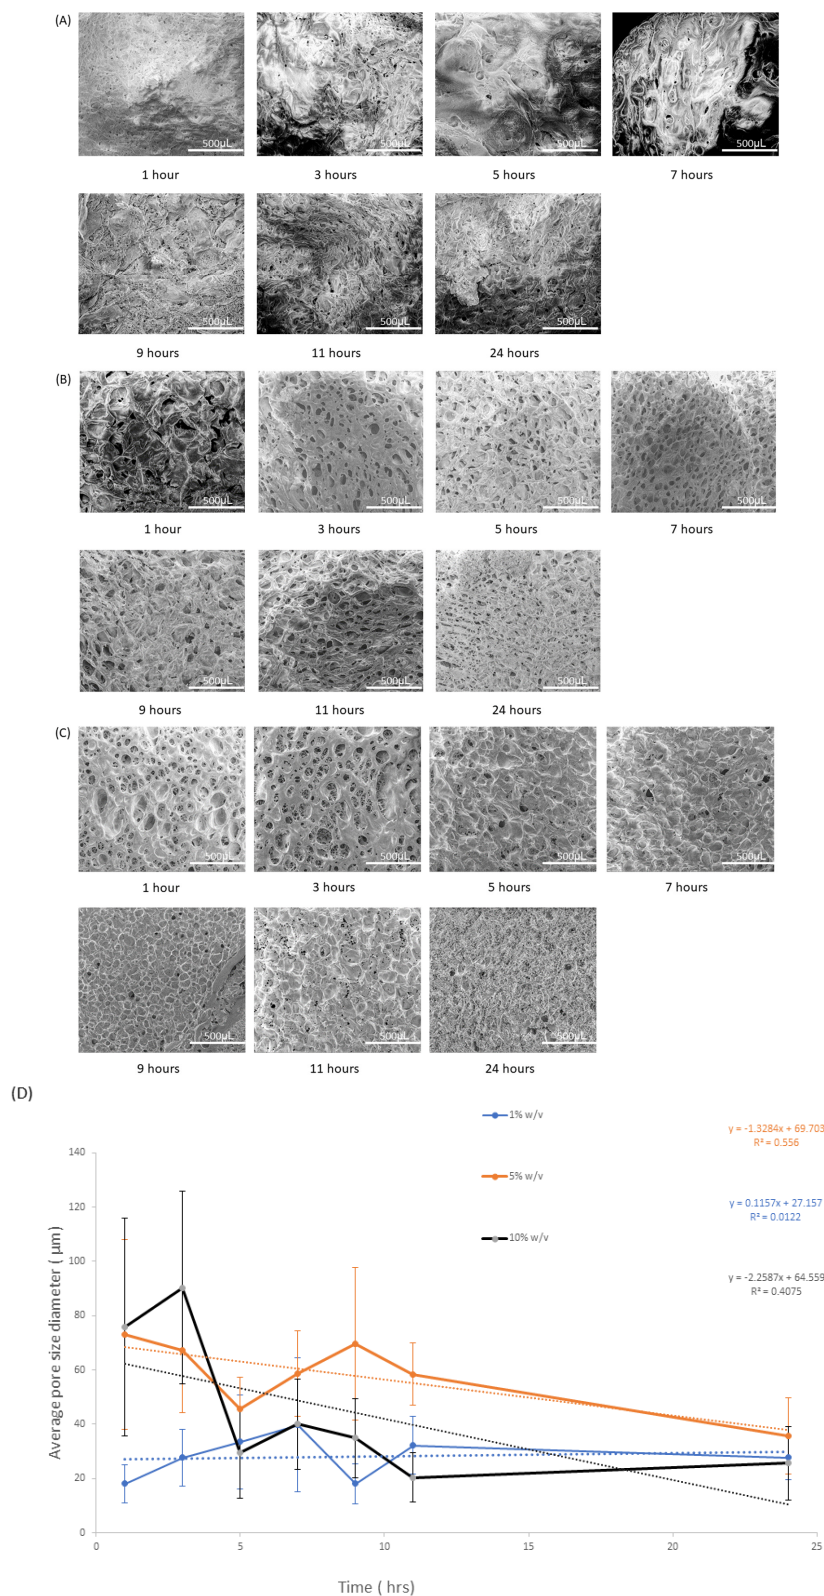 (A)
500µL 500µL 500µL 500µL
1 hour 3 hours 5 hours 7 hours
500µL 500µL 500µL
9 hours 11 hours 24 hours
(B)
500µL 500µL 500µL 500µL
1 hour 3 hours 5 hours 7 hours
500µL 500µL 500µL
9 hours 11 hours 24 hours
(C)
500µL 500µL 500µL 500µL
1 hour 3 hours 5 hours 7 hours
500µL 500µL 500µL
9 hours 11 hours 24 hours
(D)
1% w/v
5% w/v
10% w/v
y = -1.3284x + 69.703
R² = 0.556
y = 0.1157x + 27.157
R² = 0.0122
y = -2.2587x + 64.559
R² = 0.4075
Average pore size diameter ( µm)
140
120
100
80
60
40
20
0
0 5 10 15 20 25
Time ( hrs)